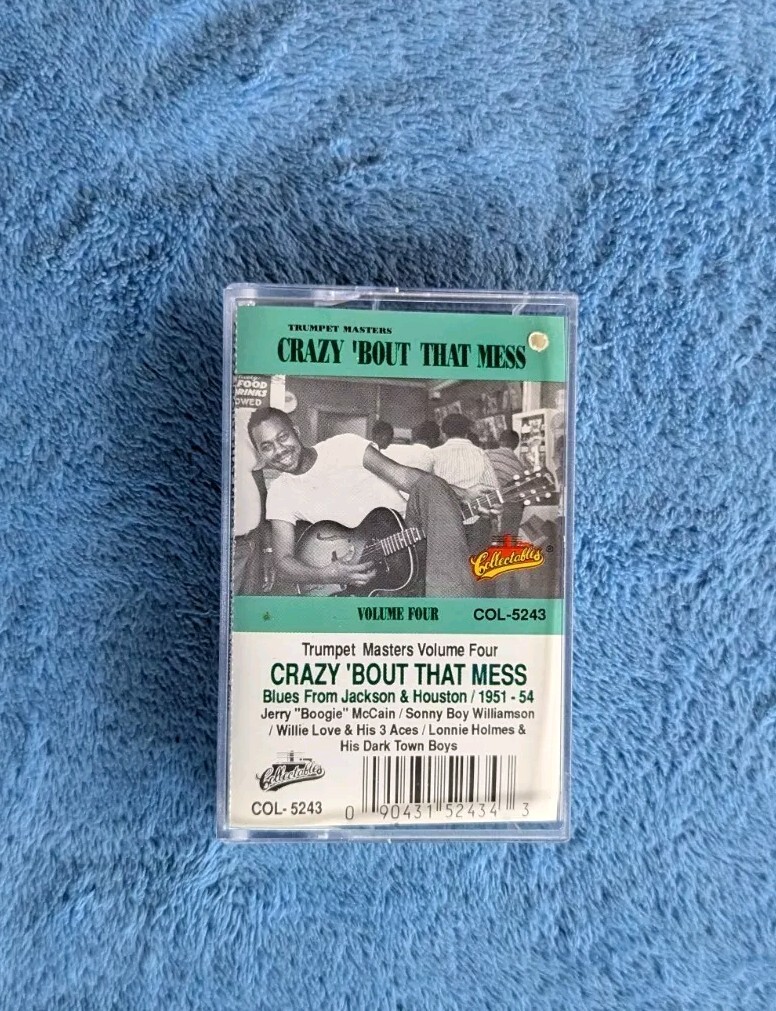 TRUMPET MASTERS
CRAZY 'BOUT THAT MESS
FOOD
DRINKS
OWED
Collectables®
VOLUME FOUR COL-5243
Trumpet Masters Volume Four
CRAZY 'BOUT THAT MESS
Blues From Jackson & Houston / 1951 - 54
Jerry "Boogie" McCain / Sonny Boy Williamson
/ Willie Love & His 3 Aces / Lonnie Holmes &
His Dark Town Boys
Collectables
COL- 5243
0 90431 52434 3